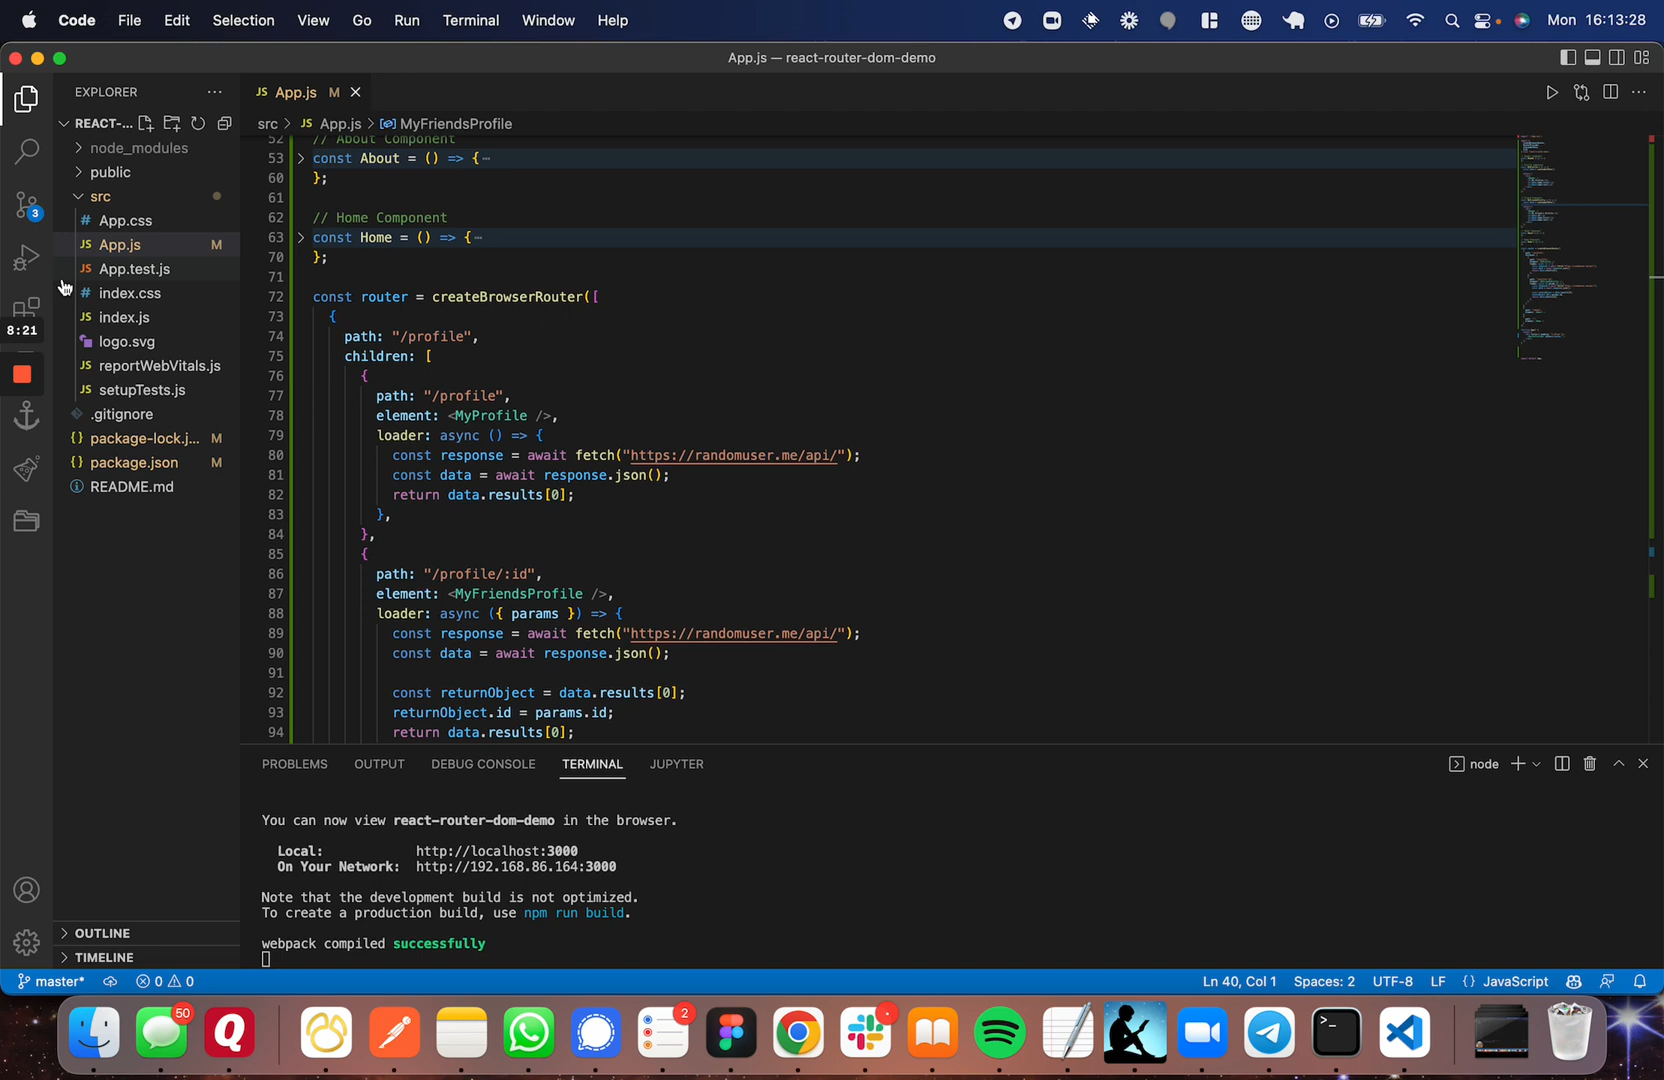 Code File Edit Selection View Go Run Terminal Window Help Mon 16:13:28
App.js — react-router-dom-demo
EXPLORER
JS App.js M
REACT-...
src > JS App.js > MyFriendsProfile
node_modules
public
src
# App.css
JS App.js M
JS App.test.js
# index.css
JS index.js
logo.svg
JS reportWebVitals.js
JS setupTests.js
.gitignore
{} package-lock.j... M
{} package.json M
README.md
OUTLINE
TIMELINE
3
8:21
52 // About Component
53 const About = () => {⋯
60 };
61
62 // Home Component
63 const Home = () => {⋯
70 };
71
72 const router = createBrowserRouter([
73 {
74 path: "/profile",
75 children: [
76 {
77 path: "/profile",
78 element: <MyProfile />,
79 loader: async () => {
80 const response = await fetch("https://randomuser.me/api/");
81 const data = await response.json();
82 return data.results[0];
83 },
84 },
85 {
86 path: "/profile/:id",
87 element: <MyFriendsProfile />,
88 loader: async ({ params }) => {
89 const response = await fetch("https://randomuser.me/api/");
90 const data = await response.json();
91
92 const returnObject = data.results[0];
93 returnObject.id = params.id;
94 return data.results[0];
PROBLEMS OUTPUT DEBUG CONSOLE TERMINAL JUPYTER node
You can now view react-router-dom-demo in the browser.
Local: http://localhost:3000
On Your Network: http://192.168.86.164:3000
Note that the development build is not optimized.
To create a production build, use npm run build.
webpack compiled successfully
master* 0 0 Ln 40, Col 1 Spaces: 2 UTF-8 LF {} JavaScript
50
2